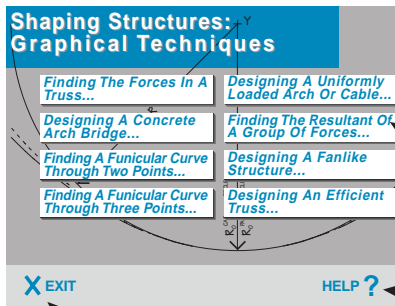 Shaping Structures:
Graphical Techniques
Y
Finding The Forces In A
Truss...
Designing A Concrete
Arch Bridge...
Finding A Funicular Curve
Through Two Points...
Finding A Funicular Curve
Through Three Points...
Designing A Uniformly
Loaded Arch Or Cable...
Finding The Resultant Of
A Group Of Forces...
Designing A Fanlike
Structure...
Designing An Efficient
Truss...
X EXIT
HELP ?